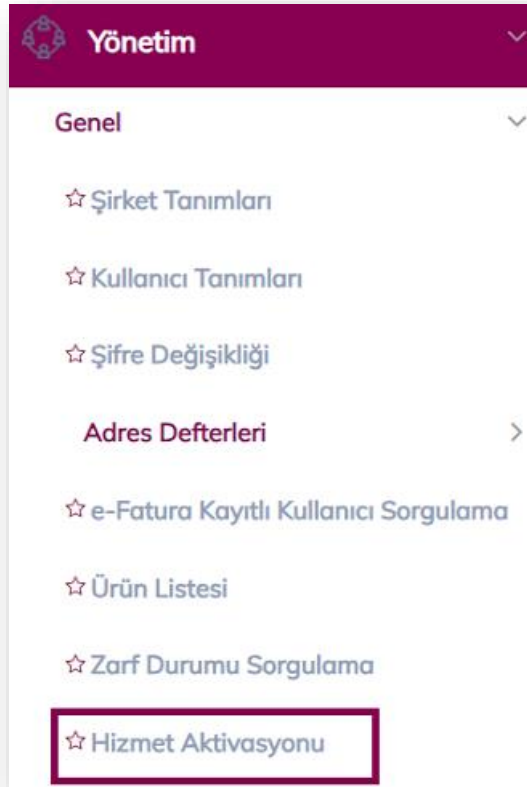 Yönetim
Genel
Şirket Tanımları
Kullanıcı Tanımları
Şifre Değişikliği
Adres Defterleri
e-Fatura Kayıtlı Kullanıcı Sorgulama
Ürün Listesi
Zarf Durumu Sorgulama
Hizmet Aktivasyonu